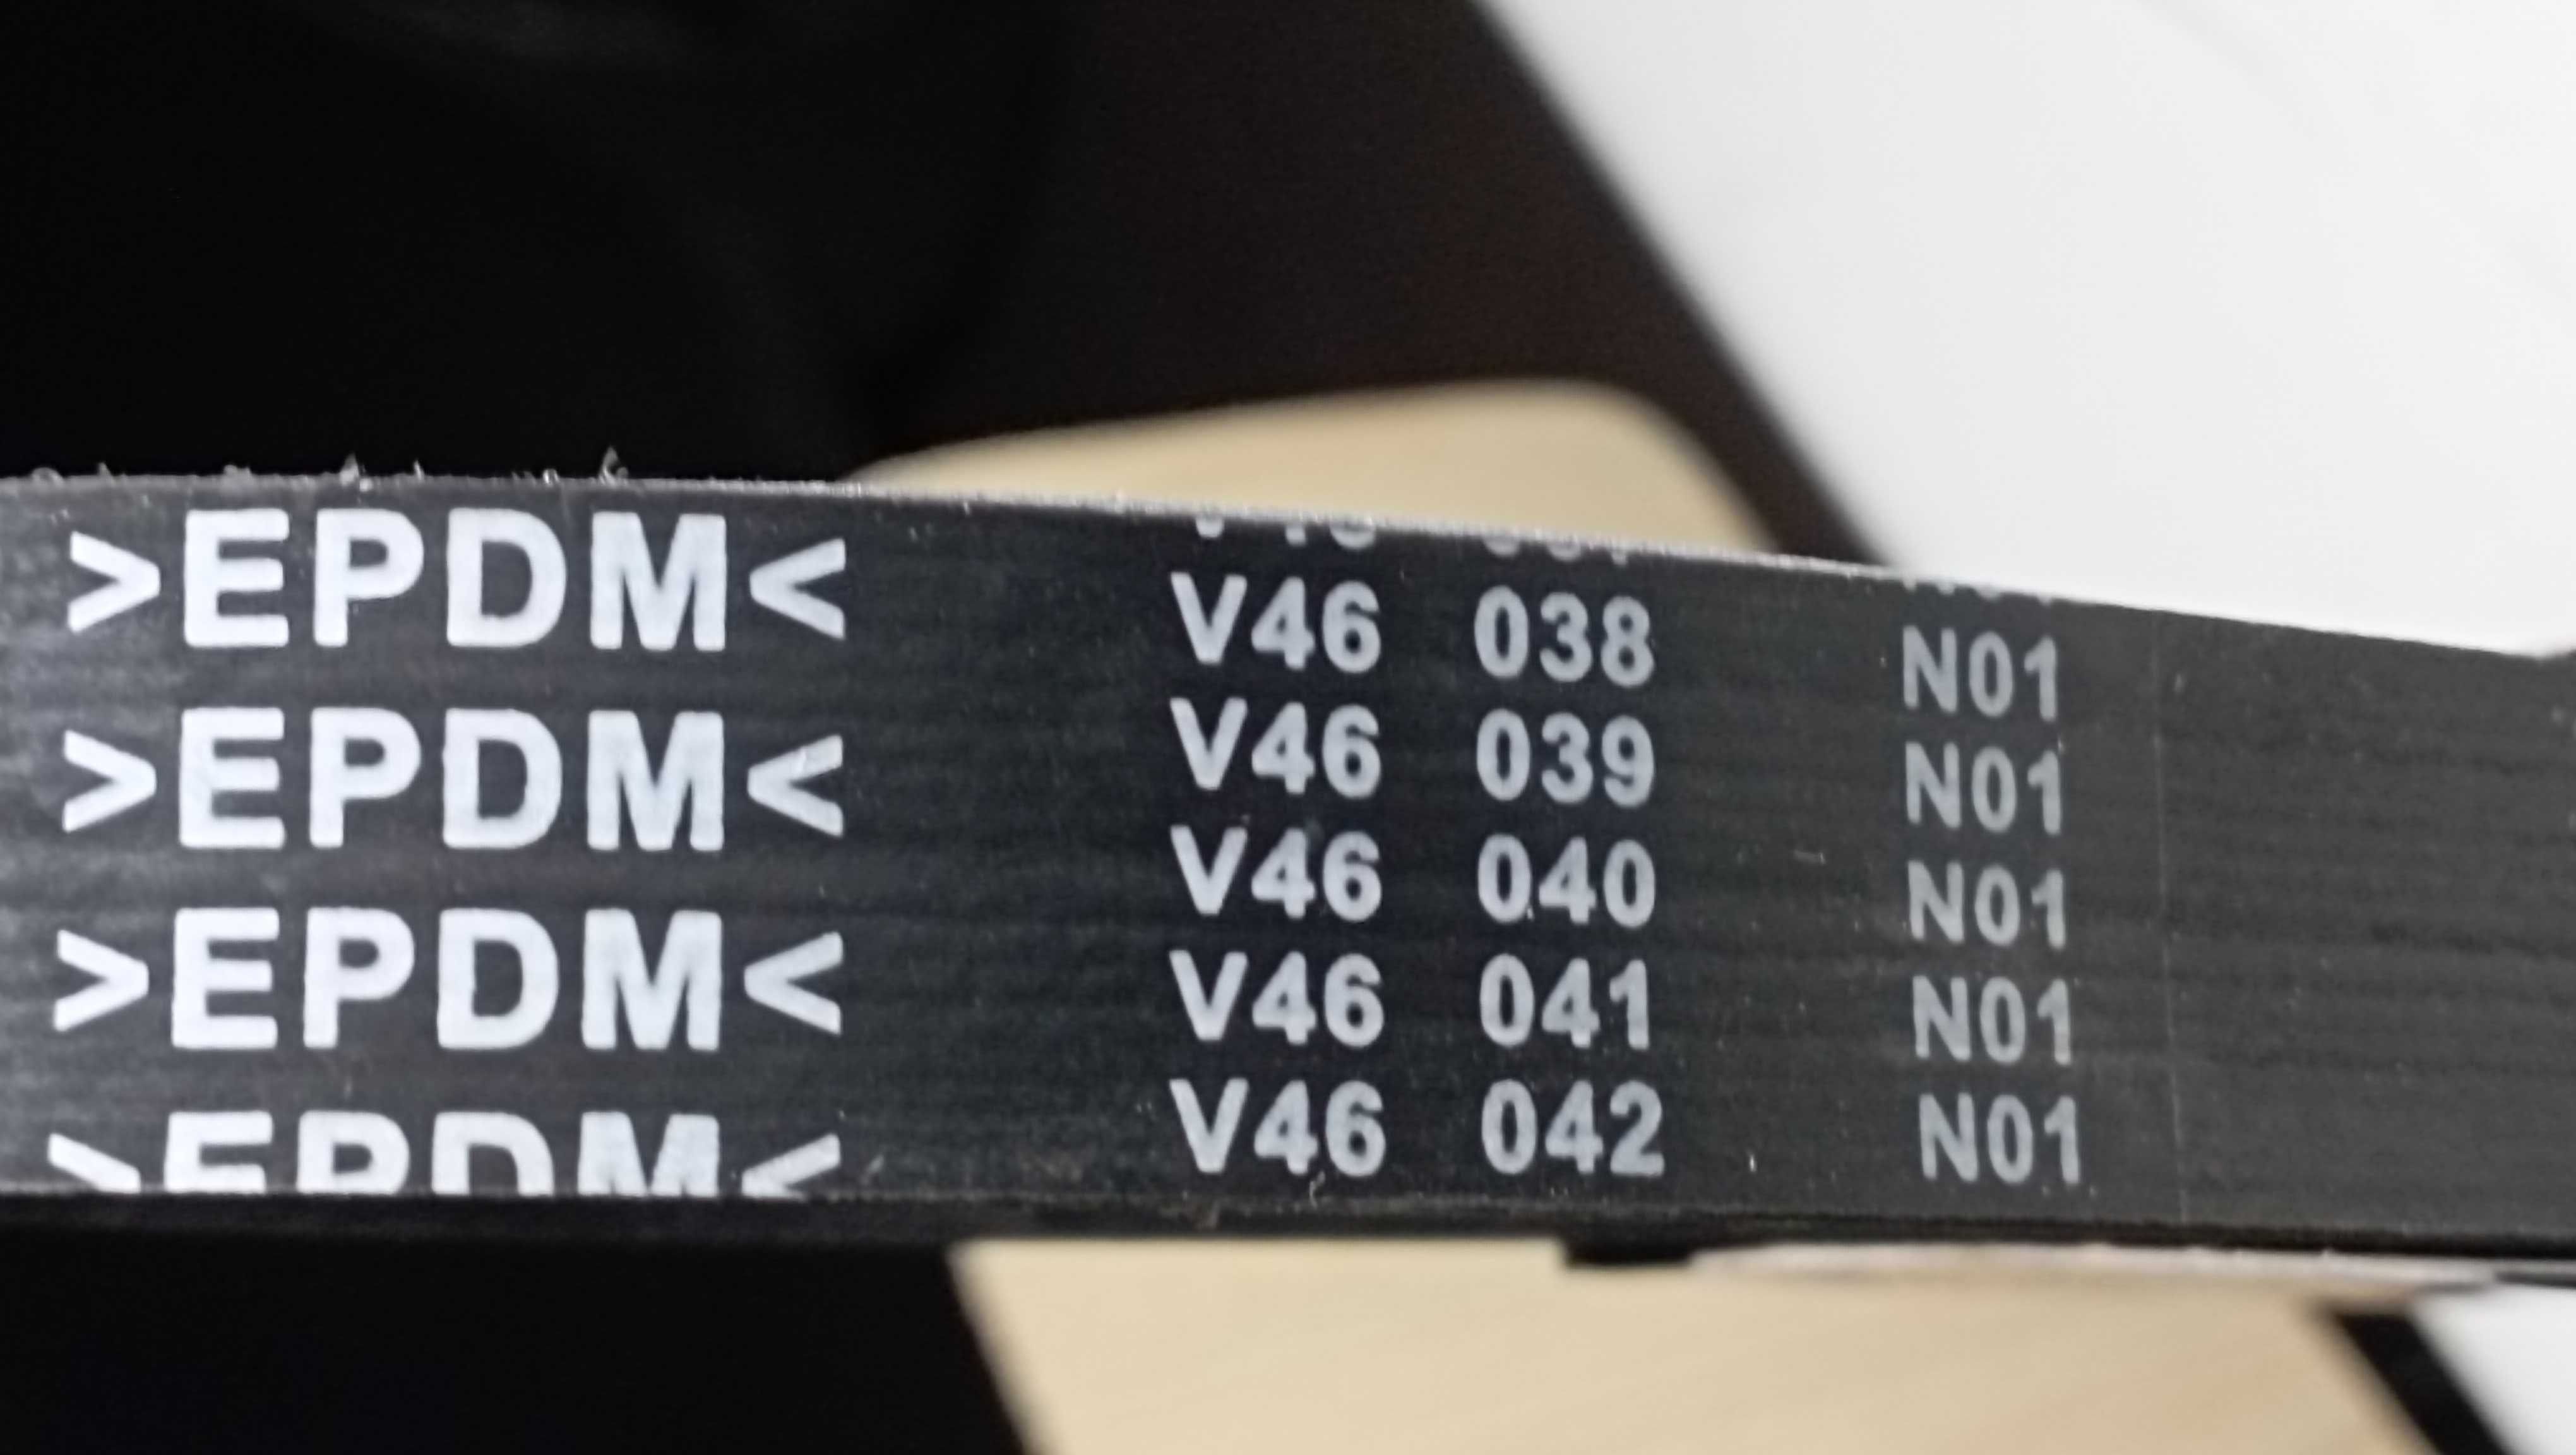 >EPDM< V46 038 N01
>EPDM< V46 039 N01
>EPDM< V46 040 N01
V46 041 N01
>EPDM< V46 042 N01